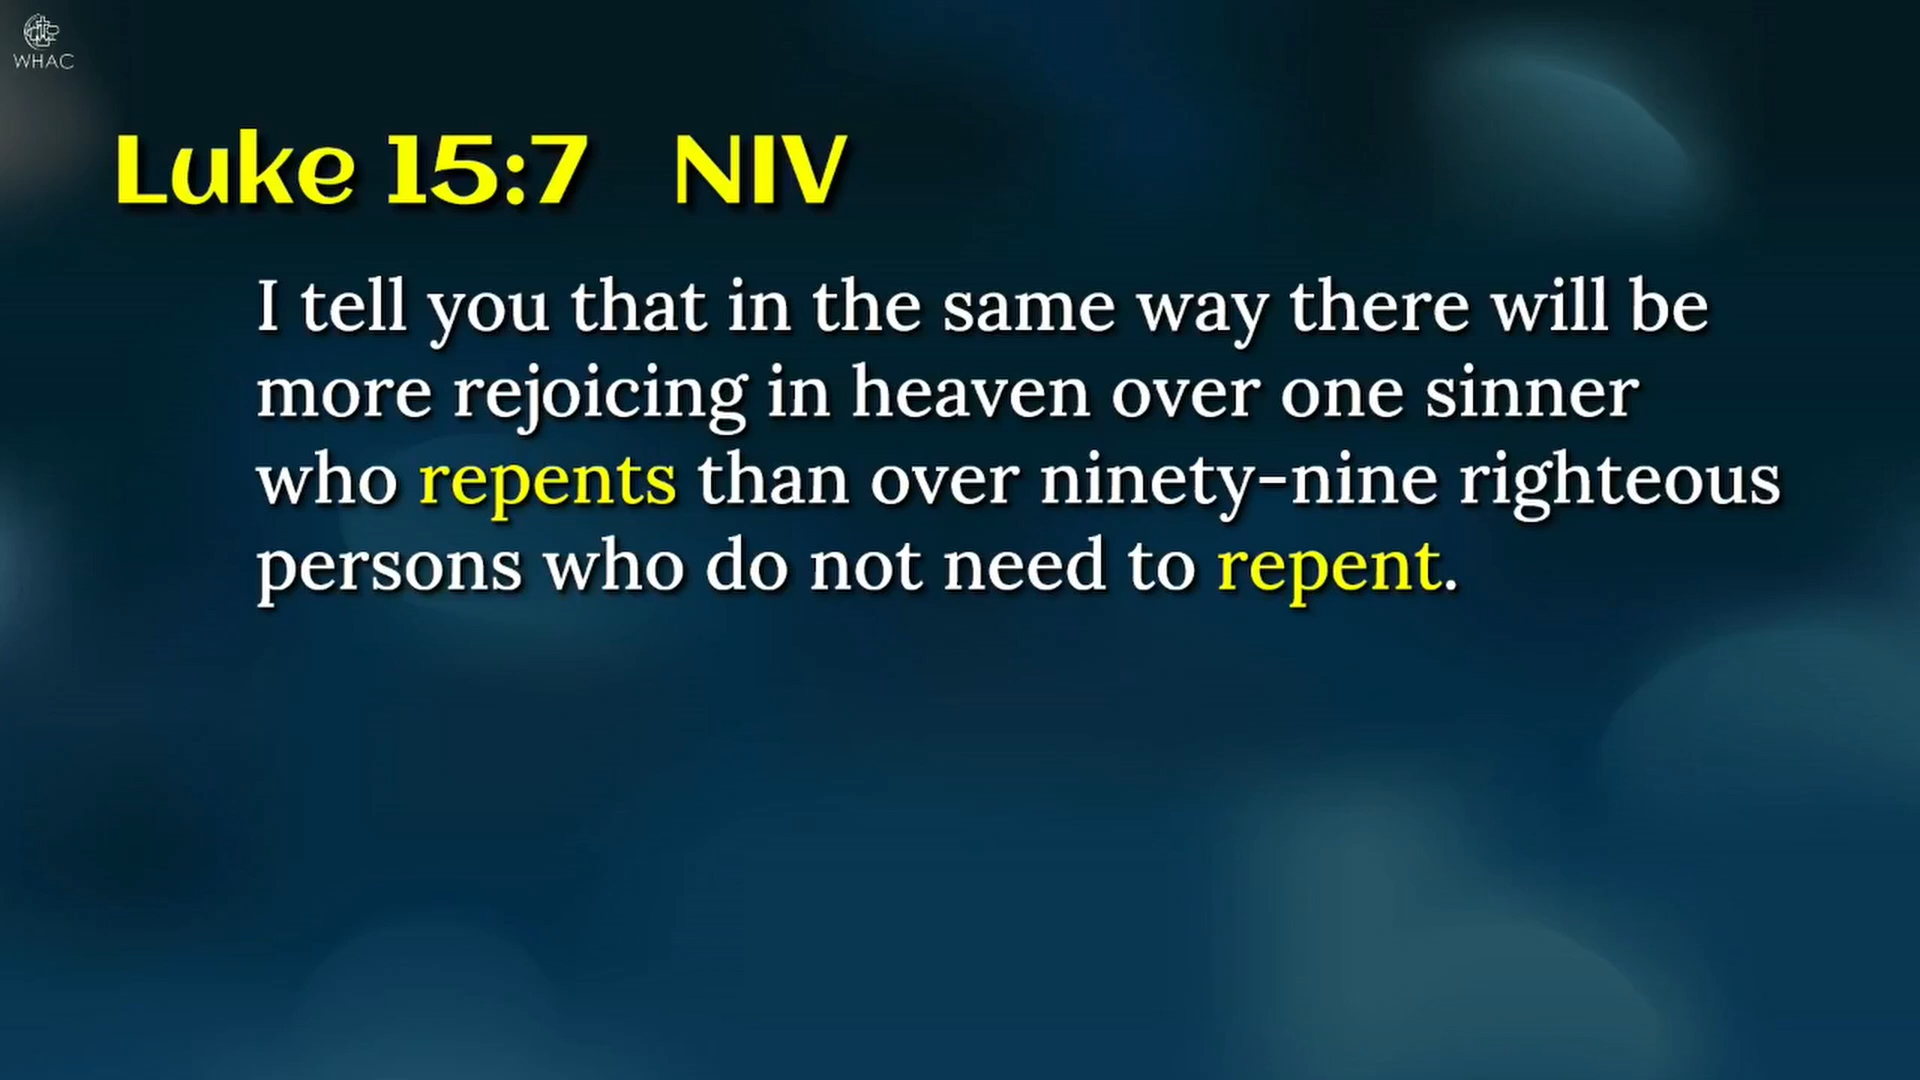 WHAC
Luke 15:7 NIV
I tell you that in the same way there will be
more rejoicing in heaven over one sinner
who repents than over ninety-nine righteous
persons who do not need to repent.